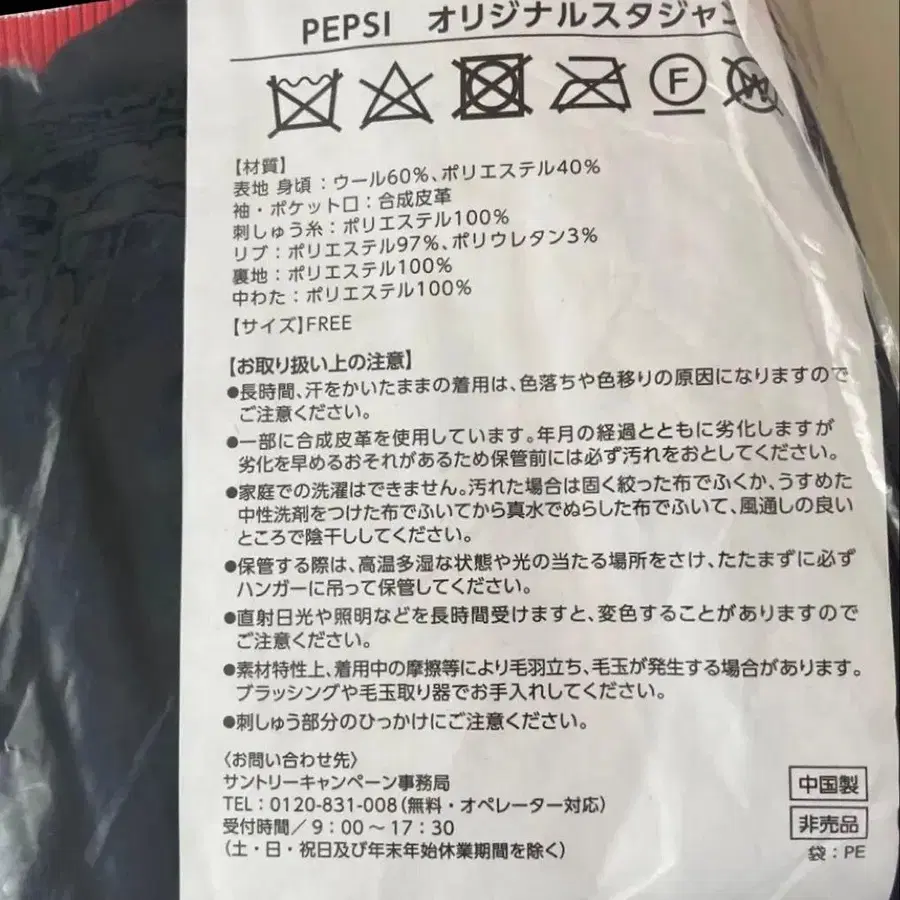 PEPSI オリジナルスタジャン
F
W
【材質】
表地 身頃：ウール60%、ポリエステル40%
袖・ポケット口：合成皮革
刺しゅう糸：ポリエステル100%
リブ：ポリエステル97%、ポリウレタン3%
裏地：ポリエステル100%
中わた：ポリエステル100%
【サイズ】FREE
【お取り扱い上の注意】
●長時間、汗をかいたままの着用は、色落ちや色移りの原因になりますので
ご注意ください。
●一部に合成皮革を使用しています。年月の経過とともに劣化しますが
劣化を早めるおそれがあるため保管前には必ず汚れをおとしてください。
●家庭での洗濯はできません。汚れた場合は固く絞った布でふくか、うすめた
中性洗剤をつけた布でふいてから真水でぬらした布でふいて、風通しの良い
ところで陰干ししてください。
●保管する際は、高温多湿な状態や光の当たる場所をさけ、たたまずに必ず
ハンガーに吊って保管してください。
●直射日光や照明などを長時間受けますと、変色することがありますので
ご注意ください。
●素材特性上、着用中の摩擦等により毛羽立ち、毛玉が発生する場合があります。
ブラッシングや毛玉取り器でお手入れしてください。
●刺しゅう部分のひっかけにご注意ください。
〈お問い合わせ先〉
サントリーキャンペーン事務局
TEL：0120-831-008（無料・オペレーター対応）
受付時間／9：00～17：30
（土・日・祝日及び年末年始休業期間を除く）
中国製
非売品
袋：PE